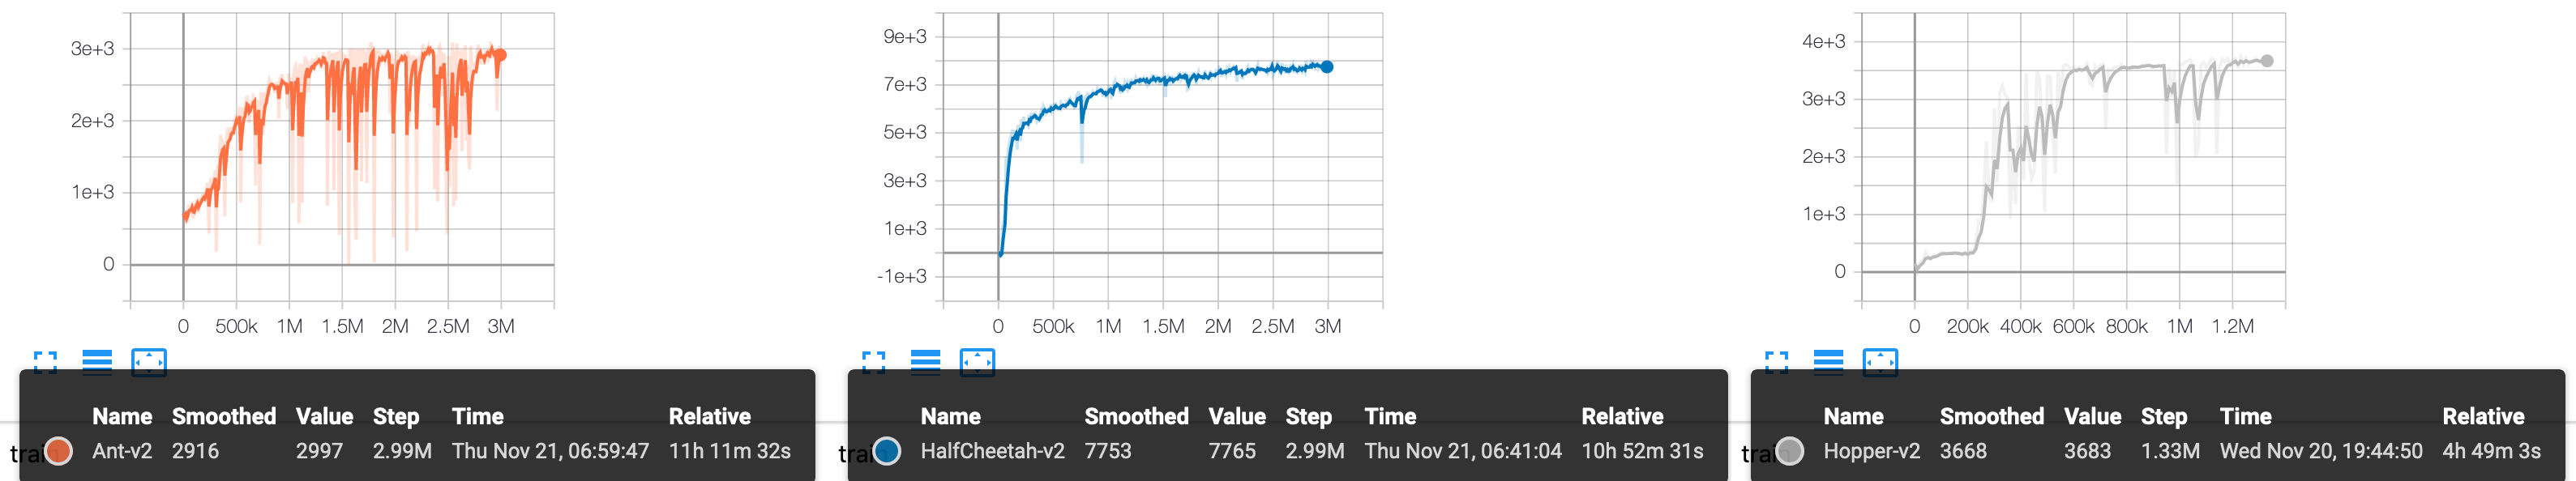 3e+3
2e+3
1e+3
0
0 500k 1M 1.5M 2M 2.5M 3M
9e+3
7e+3
5e+3
3e+3
1e+3
-1e+3
0 500k 1M 1.5M 2M 2.5M 3M
4e+3
3e+3
2e+3
1e+3
0
0 200k 400k 600k 800k 1M 1.2M
Name Smoothed Value Step Time Relative
Ant-v2 2916 2997 2.99M Thu Nov 21, 06:59:47 11h 11m 32s
Name Smoothed Value Step Time Relative
HalfCheetah-v2 7753 7765 2.99M Thu Nov 21, 06:41:04 10h 52m 31s
Name Smoothed Value Step Time Relative
Hopper-v2 3668 3683 1.33M Wed Nov 20, 19:44:50 4h 49m 3s